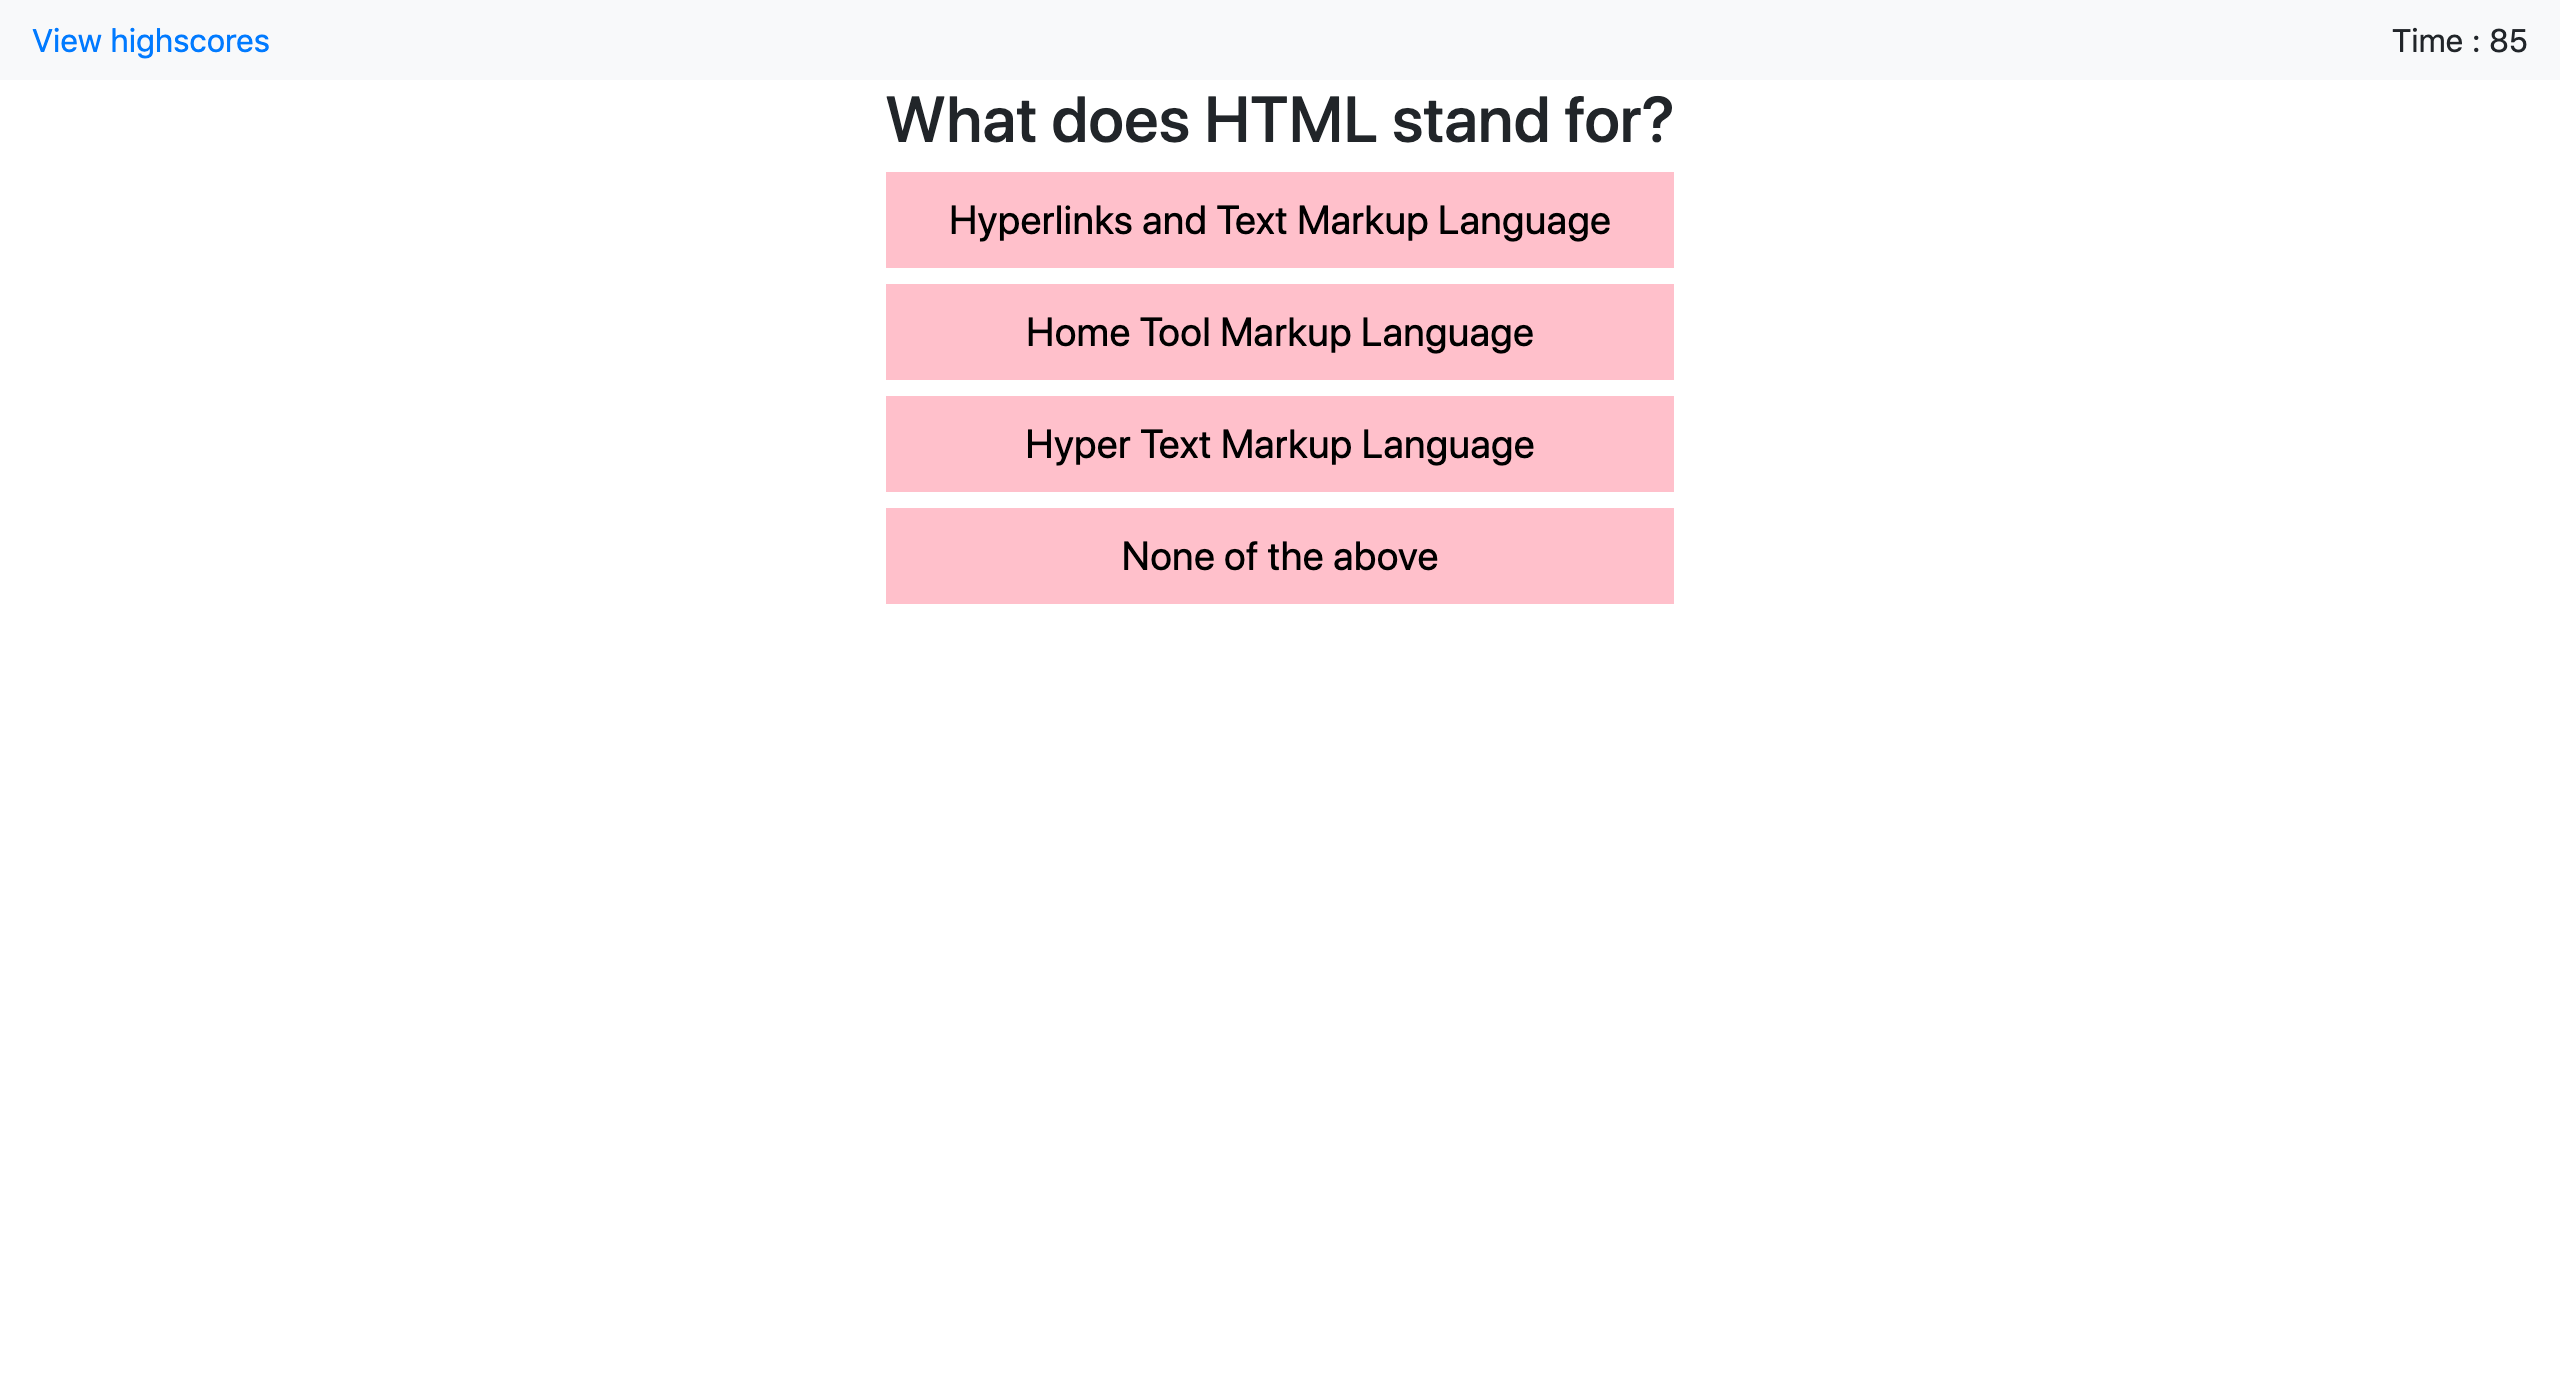 View highscores
Time : 85
What does HTML stand for?
Hyperlinks and Text Markup Language
Home Tool Markup Language
Hyper Text Markup Language
None of the above